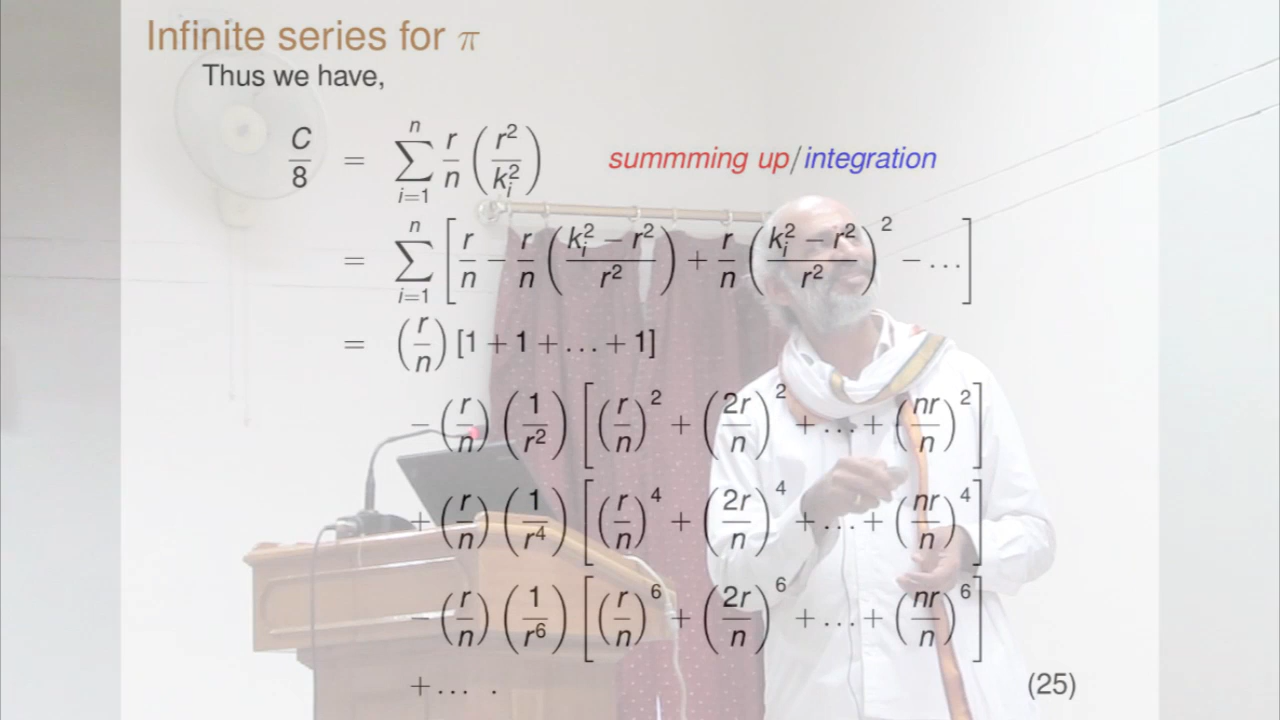 Infinite series for π
Thus we have,
C/8 = ∑_{i=1}^{n} r/n (r²/k_i²) summming up/integration
= ∑_{i=1}^{n} [r/n − r/n ((k_i² − r²)/r²) + r/n ((k_i² − r²)/r²)² − ...]
= (r/n) [1 + 1 + ... + 1]
− (r/n) (1/r²) [(r/n)² + (2r/n)² + ... + (nr/n)²]
+ (r/n) (1/r⁴) [(r/n)⁴ + (2r/n)⁴ + ... + (nr/n)⁴]
− (r/n) (1/r⁶) [(r/n)⁶ + (2r/n)⁶ + ... + (nr/n)⁶]
+ ... . (25)